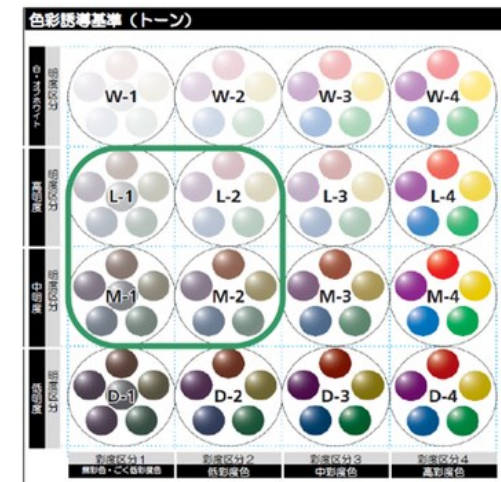 色彩誘導基準（トーン）
白・オフホワイト
明度区分
W-1 W-2 W-3 W-4
高明度
明度区分
L-1 L-2 L-3 L-4
中明度
明度区分
M-1 M-2 M-3 M-4
低明度
明度区分
D-1 D-2 D-3 D-4
彩度区分1 彩度区分2 彩度区分3 彩度区分4
無彩色・ごく低彩度色 低彩度色 中彩度色 高彩度色